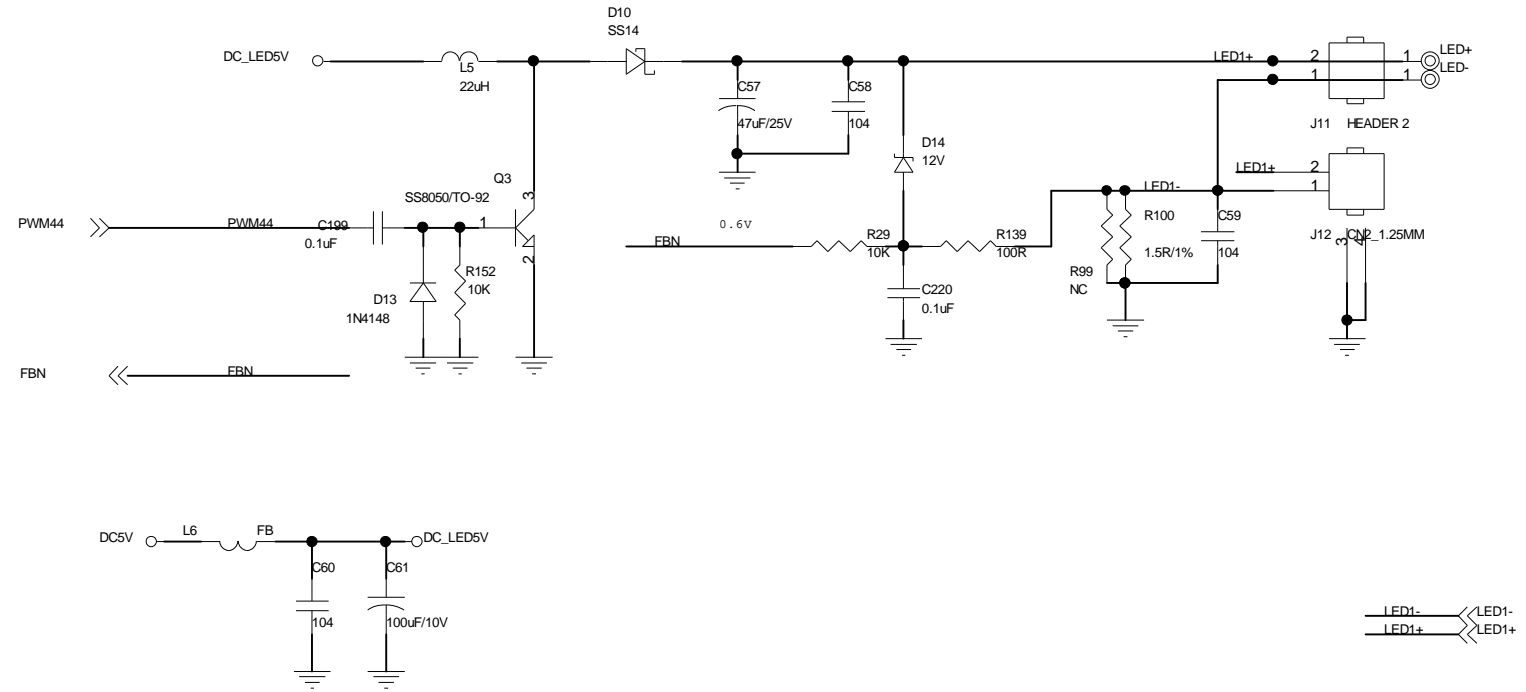 D10
SS14
DC_LED5V
L5
22uH
C57
47uF/25V
C58
104
D14
12V
LED1+
2
1
1
1
LED+
LED-
J11 HEADER 2
LED1+
2
1
J12 CN2_1.25MM
3
4
Q3
SS8050/TO-92
3
1
2
PWM44
PWM44
C199
0.1uF
R152
10K
D13
1N4148
0.6V
FBN
R29
10K
R139
100R
C220
0.1uF
LED1-
R100
1.5R/1%
R99
NC
C59
104
FBN
FBN
DC5V
L6
FB
DC_LED5V
C60
104
C61
100uF/10V
LED1-
LED1-
LED1+
LED1+